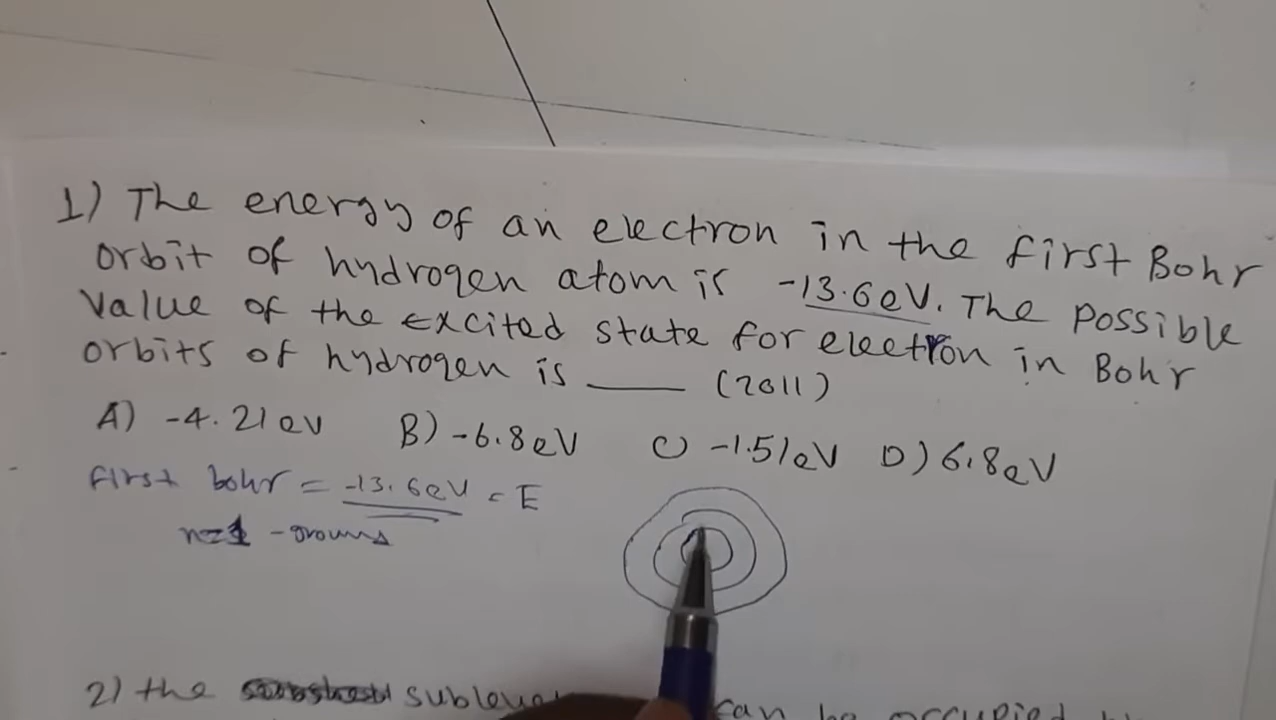 1) The energy of an electron in the first Bohr
orbit of hydrogen atom is -13.6eV. The possible
value of the excited state for electron in Bohr
orbits of hydrogen is ____ (2011)
A) -4.21eV B) -6.8eV C) -1.51eV D) 6.8eV
First bohr = -13.6eV = E
n=1 -
2) the can be occupied